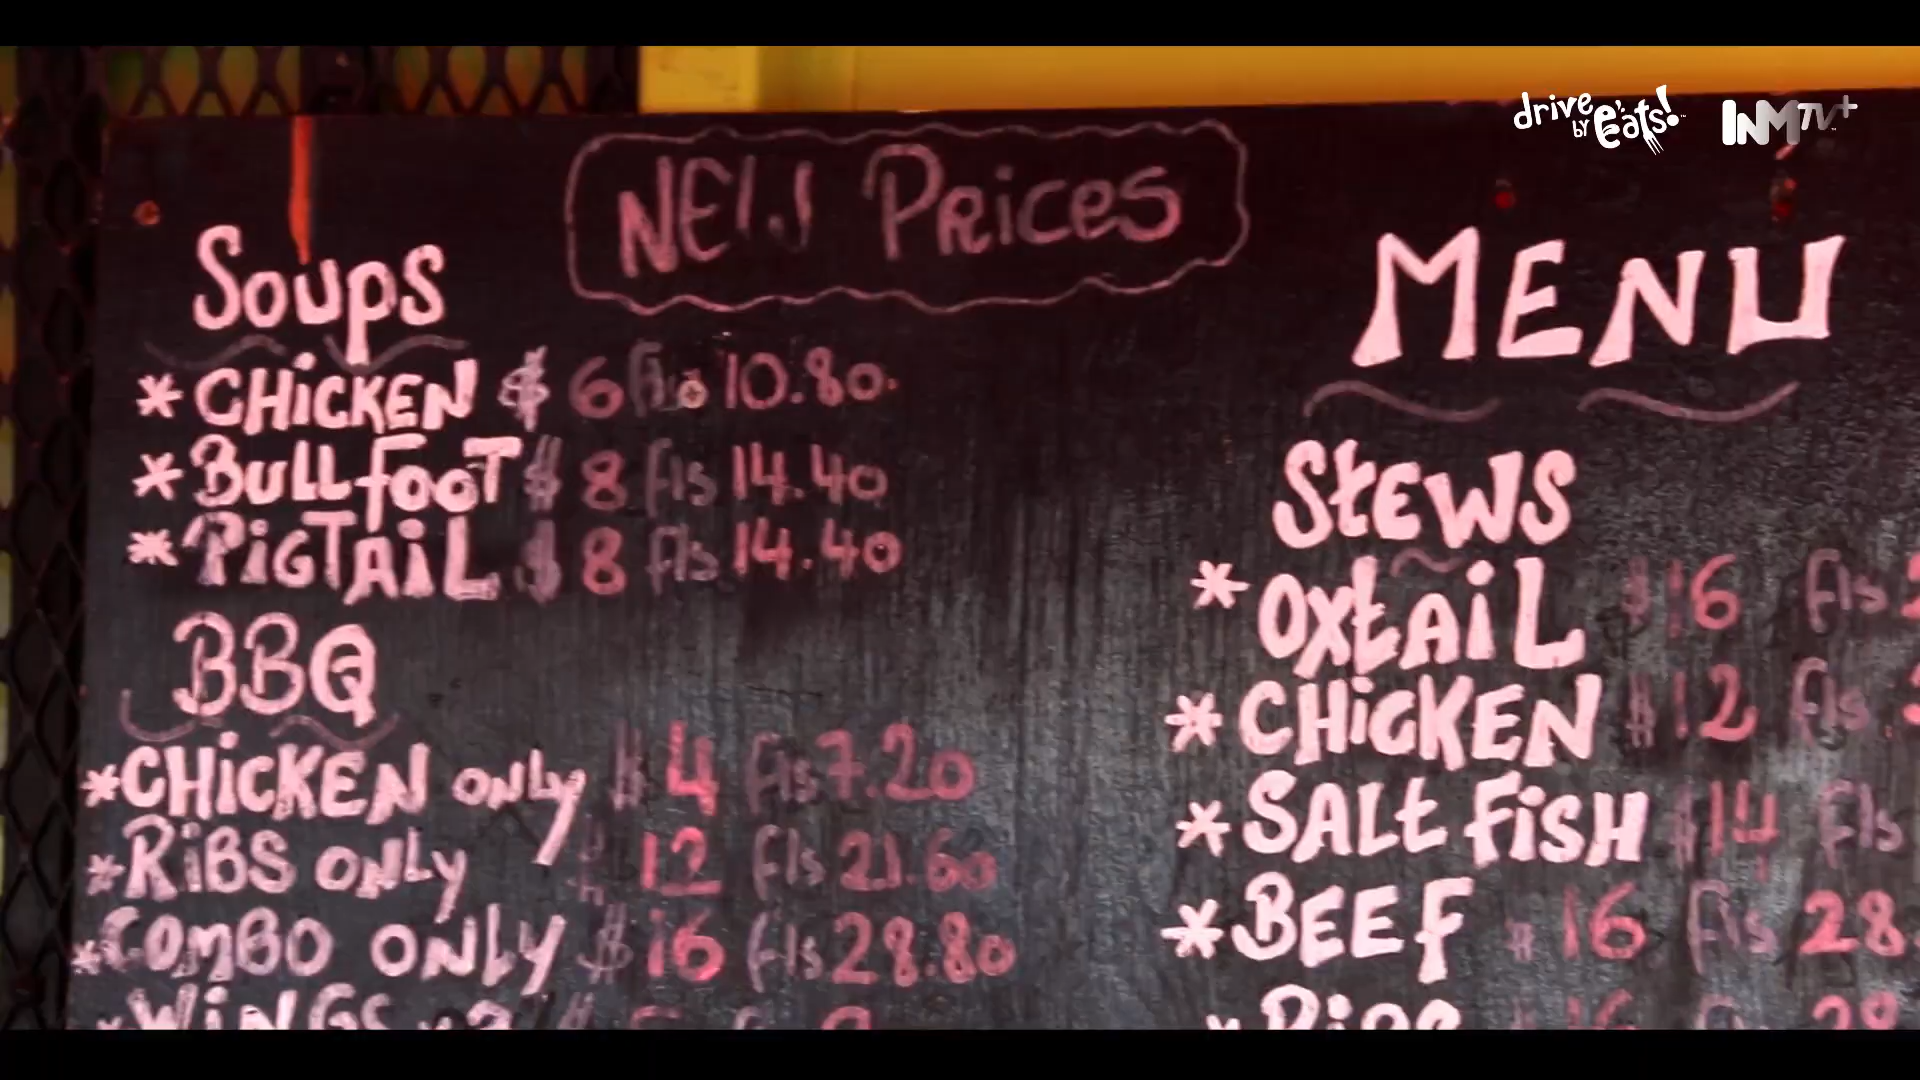 drive by eats!
INMTV+
NEW Prices
Soups
* CHiCKEN $ 6 Fls 10.80
* BULLFOOT $ 8 Fls 14.40
* PiGTAiL $ 8 Fls 14.40
BBQ
* CHiCKEN ONLy $ 4 Fls 7.20
* RiBS ONLy $ 12 Fls 21.60
* COMBO ONLY $ 16 Fls 28.80
* WiNGS
MENU
StEWS
* OXtAiL $ 16 Fls
* CHiCKEN $ 12 Fls
* SALt FiSH $ 14 Fls
* BEEF $ 16 Fls 28